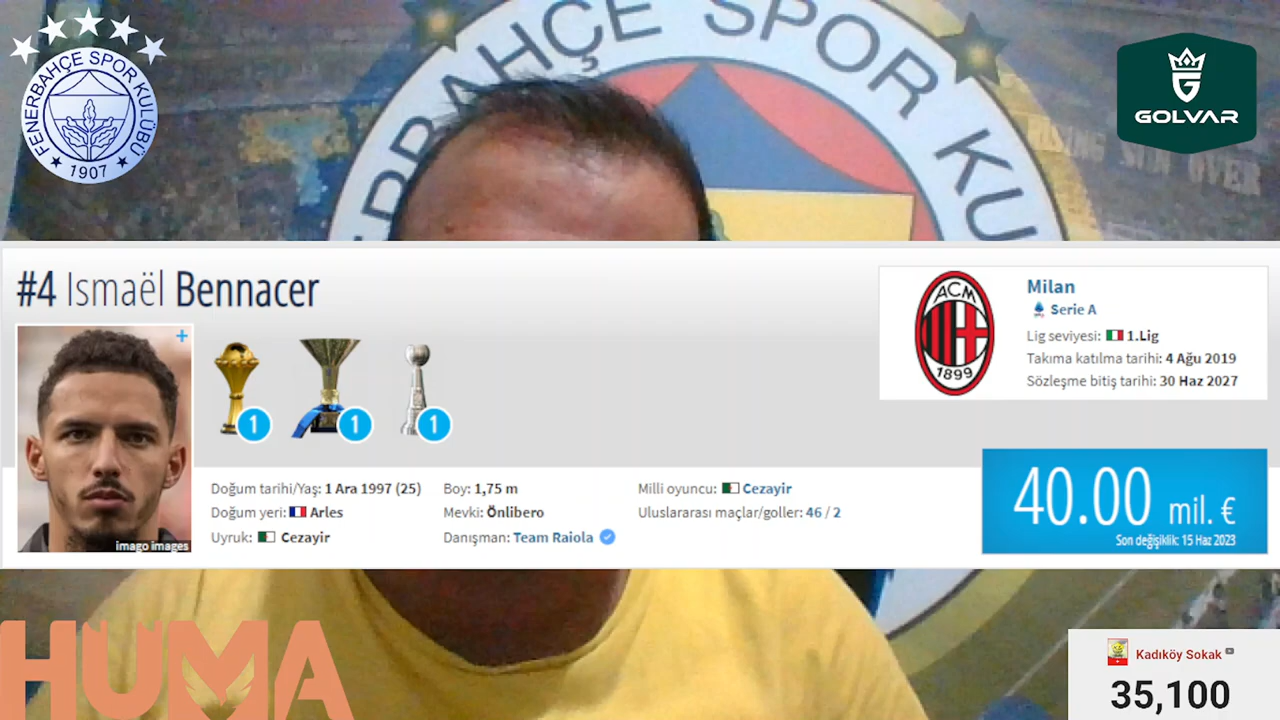 FENERBAHÇE SPOR KULÜBÜ
1907
RBAHÇE SPOR KU
GOLVAR
#4 Ismaël Bennacer
ACM
1899
Milan
Serie A
Lig seviyesi: 1.Lig
Takıma katılma tarihi: 4 Ağu 2019
Sözleşme bitiş tarihi: 30 Haz 2027
+
1
1
1
imago images
Doğum tarihi/Yaş: 1 Ara 1997 (25)
Doğum yeri: Arles
Uyruk: Cezayir
Boy: 1,75 m
Mevki: Önlibero
Danışman: Team Raiola
Milli oyuncu: Cezayir
Uluslararası maçlar/goller: 46 / 2
40.00 mil. €
Son değişiklik: 15 Haz 2023
HUMA
Kadıköy Sokak
35,100